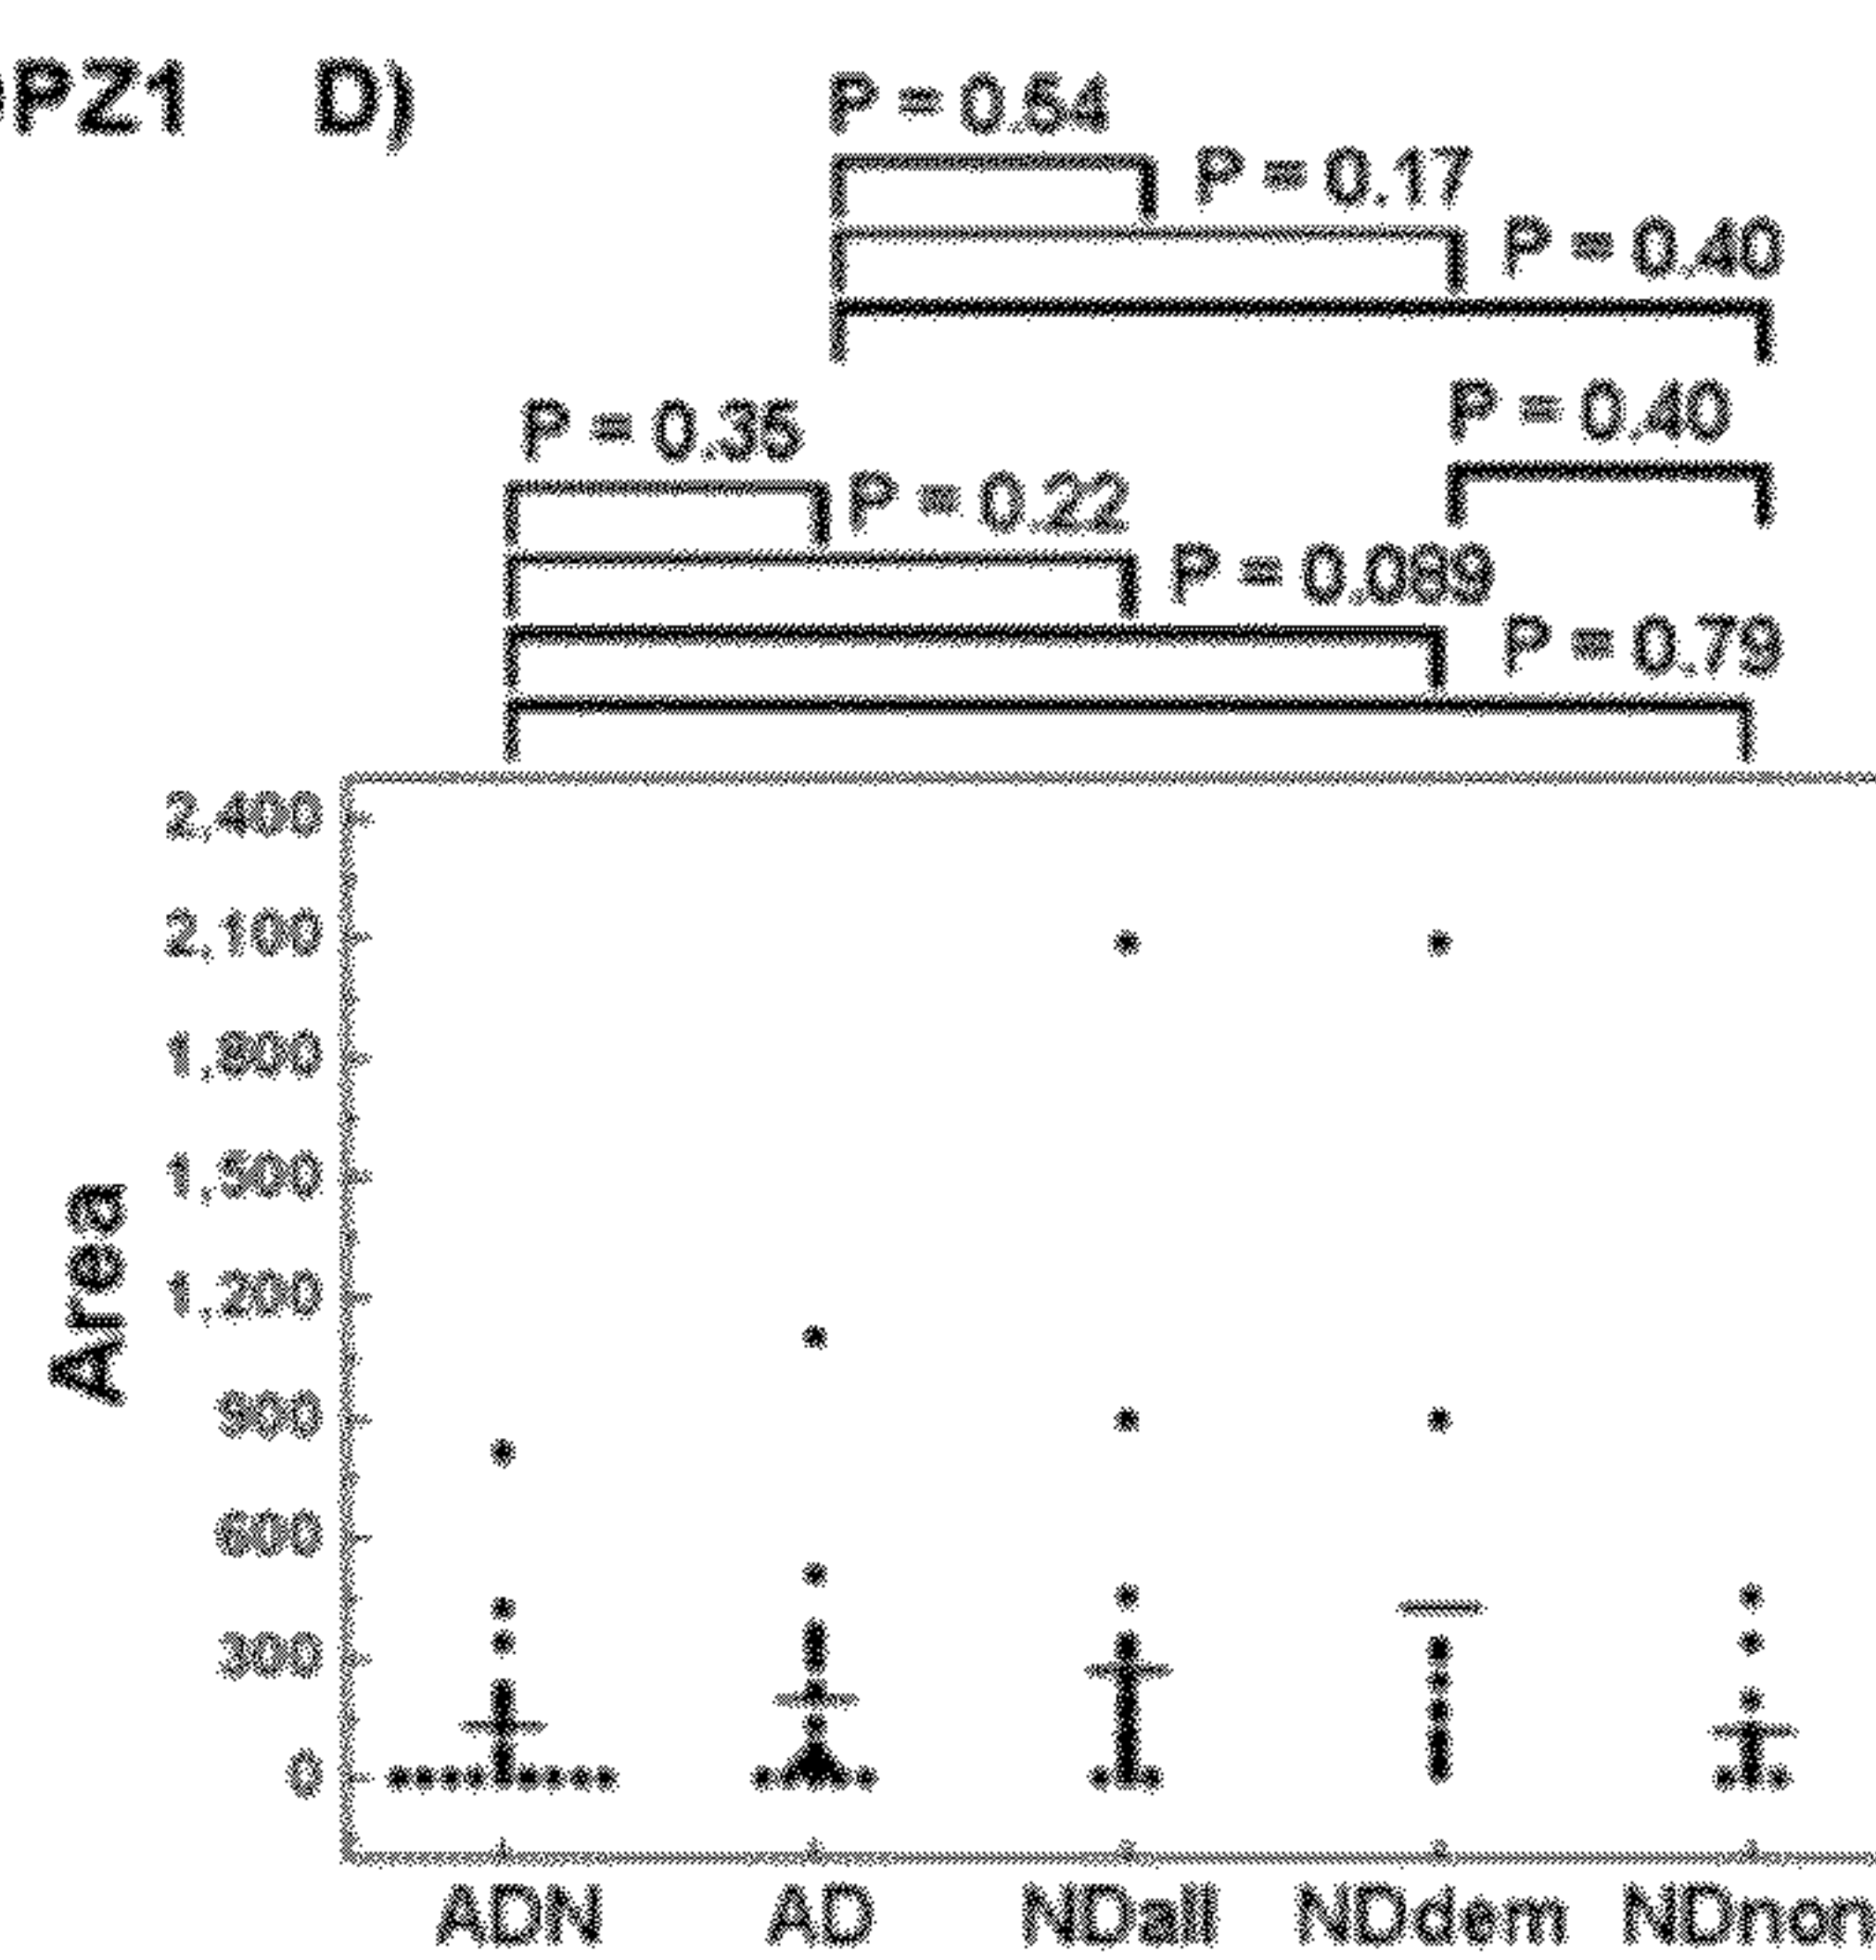 PZ1 D)
P = 0.54
P = 0.17
P = 0.40
P = 0.40
P = 0.35
P = 0.22
P = 0.089
P = 0.79
2,400
2,100
1,800
1,500
1,200
900
600
300
0
Area
ADN AD NDall NDdem NDnon